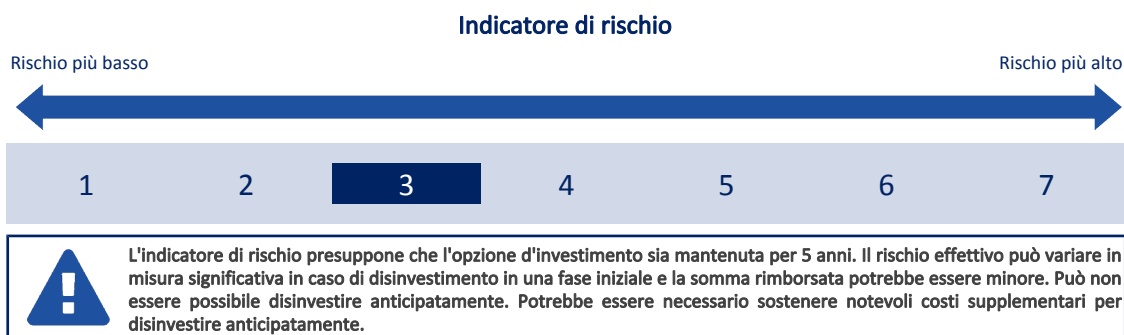 Indicatore di rischio
Rischio più basso
Rischio più alto
1 2 3 4 5 6 7
L'indicatore di rischio presuppone che l'opzione d'investimento sia mantenuta per 5 anni. Il rischio effettivo può variare in
misura significativa in caso di disinvestimento in una fase iniziale e la somma rimborsata potrebbe essere minore. Può non
essere possibile disinvestire anticipatamente. Potrebbe essere necessario sostenere notevoli costi supplementari per
disinvestire anticipatamente.